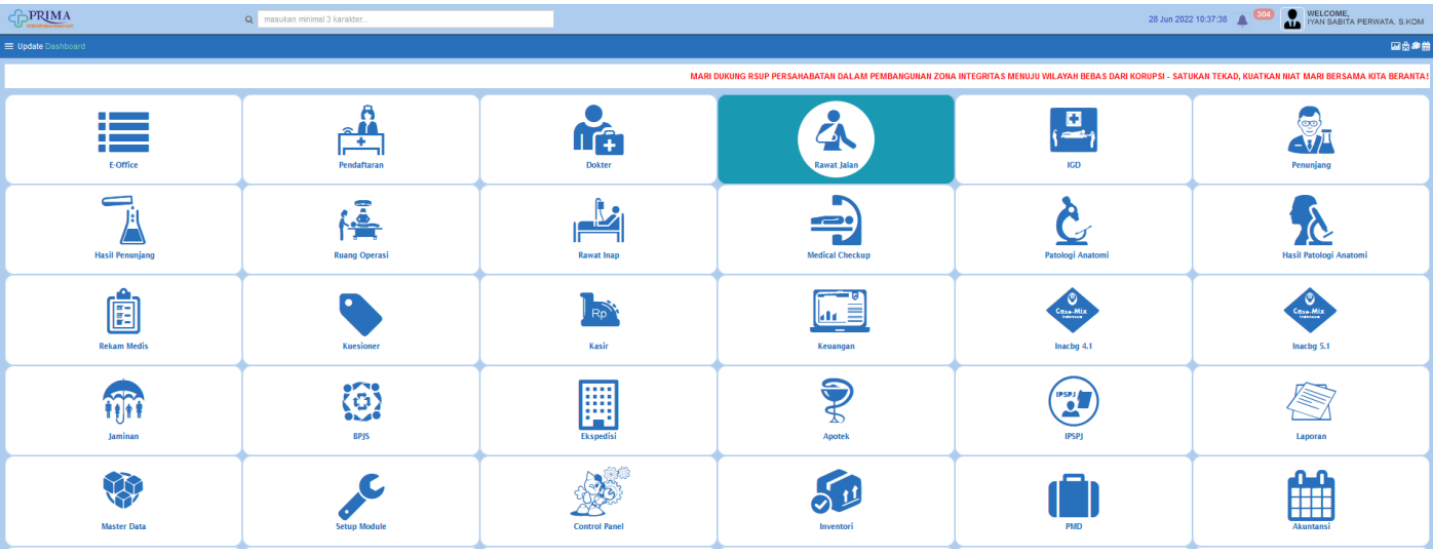 PRIMA
masukan minimal 3 karakter...
28 Jun 2022 10:37:38
304
WELCOME,
IYAN SABITA PERWATA. S.KOM
Update Dashboard
MARI DUKUNG RSUP PERSAHABATAN DALAM PEMBANGUNAN ZONA INTEGRITAS MENUJU WILAYAH BEBAS DARI KORUPSI - SATUKAN TEKAD, KUATKAN NIAT MARI BERSAMA KITA BERANTAS
E-Office
Pendaftaran
Dokter
Rawat Jalan
IGD
Penunjang
Hasil Penunjang
Ruang Operasi
Rawat Inap
Medical Checkup
Patologi Anatomi
Hasil Patologi Anatomi
Rekam Medis
Kuesioner
Rp
Kasir
Keuangan
Case-Mix
Indonesia
Inacbg 4.1
Case-Mix
Indonesia
Inacbg 5.1
Jaminan
BPJS
Ekspedisi
Apotek
IPSPJ
IPSPJ
Laporan
Master Data
Setup Module
Control Panel
Inventori
PMD
Akuntansi